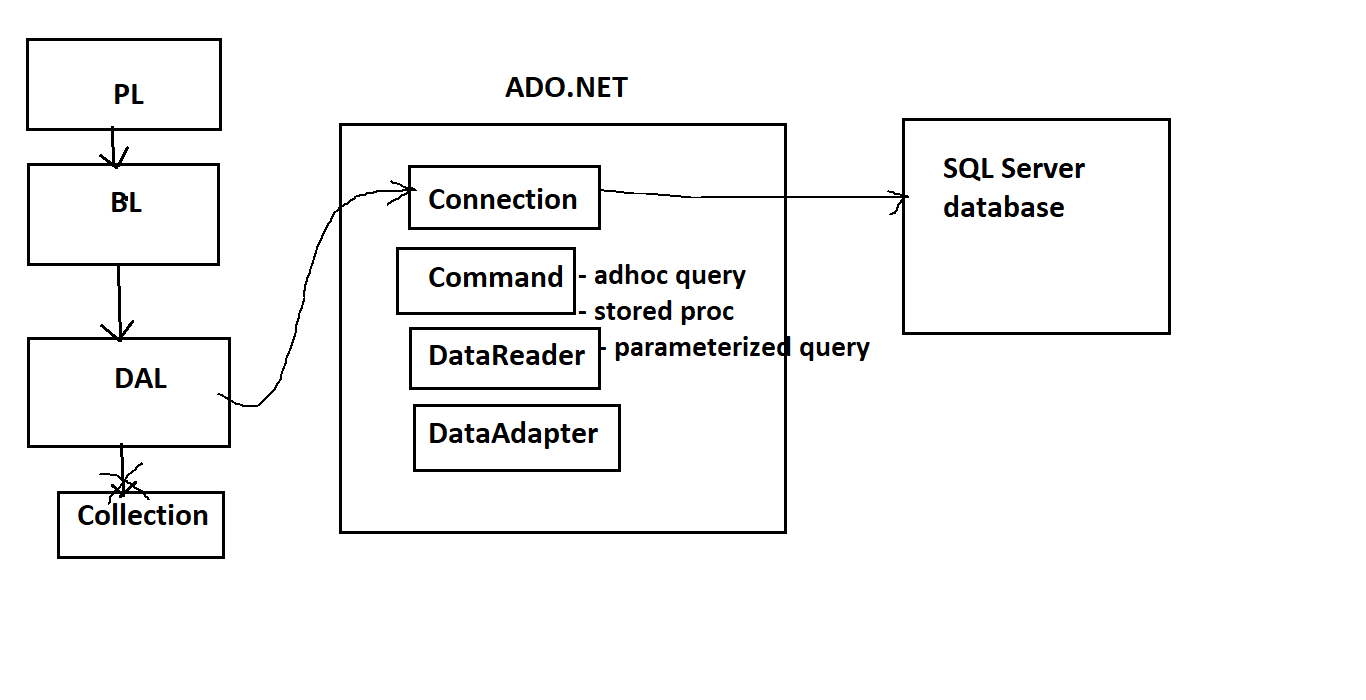 PL
BL
DAL
Collection
ADO.NET
Connection
Command
- adhoc query
- stored proc
DataReader
- parameterized query
DataAdapter
SQL Server
database